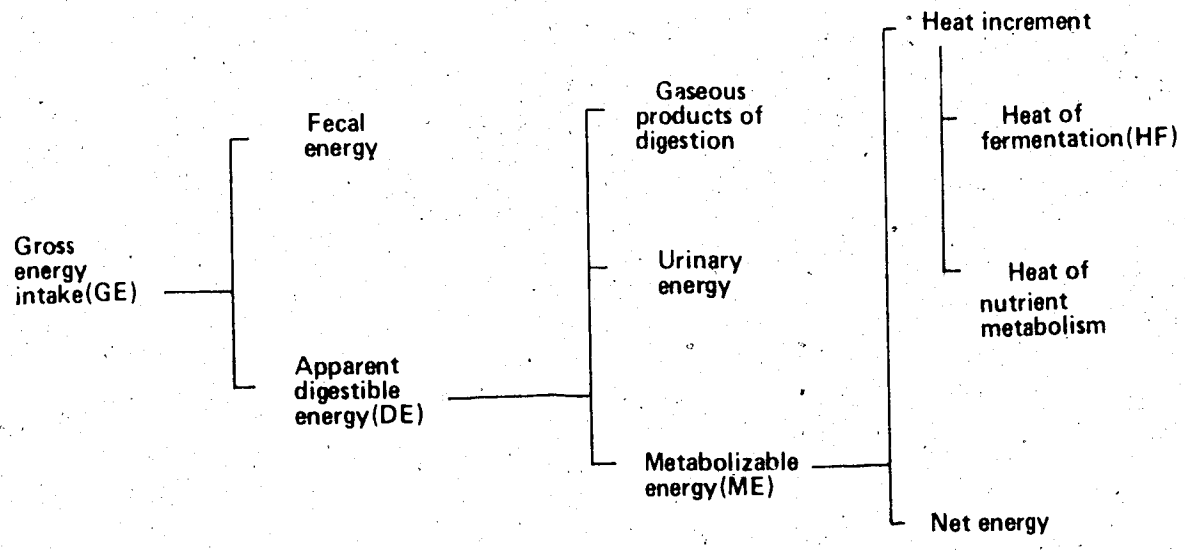 Gross
energy
intake(GE)
Fecal
energy
Apparent
digestible
energy(DE)
Gaseous
products of
digestion
Urinary
energy
Metabolizable
energy(ME)
Heat increment
Heat of
fermentation(HF)
Heat of
nutrient
metabolism
Net energy